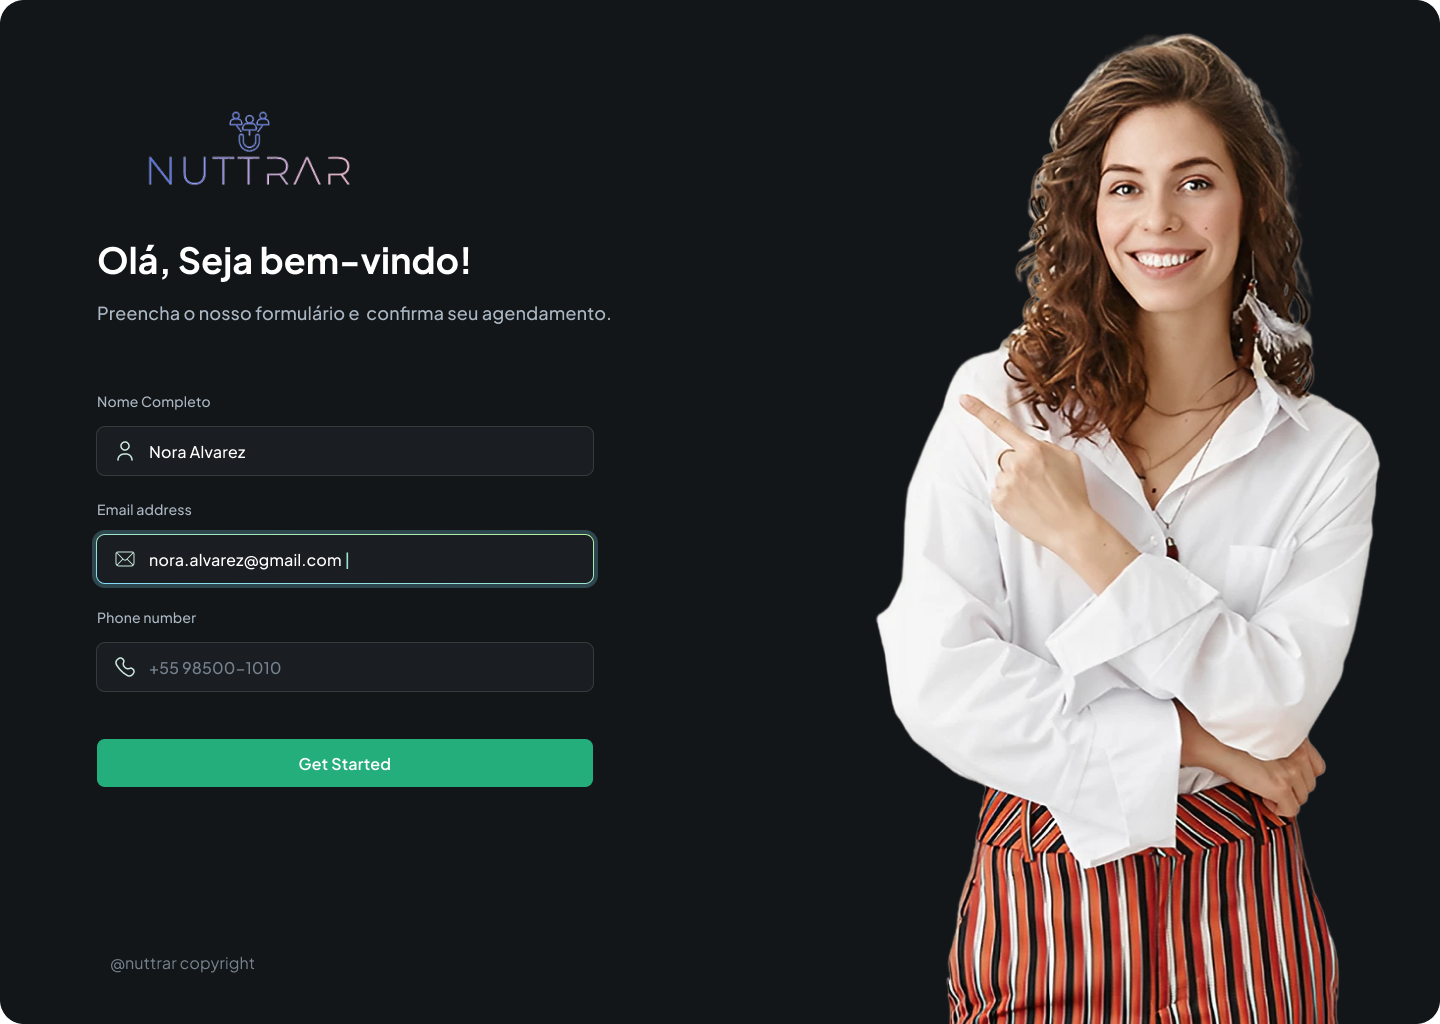 NUTTRAR
Olá, Seja bem-vindo!
Preencha o nosso formulário e confirma seu agendamento.
Nome Completo
Nora Alvarez
Email address
nora.alvarez@gmail.com
Phone number
+55 98500-1010
Get Started
@nuttrar copyright